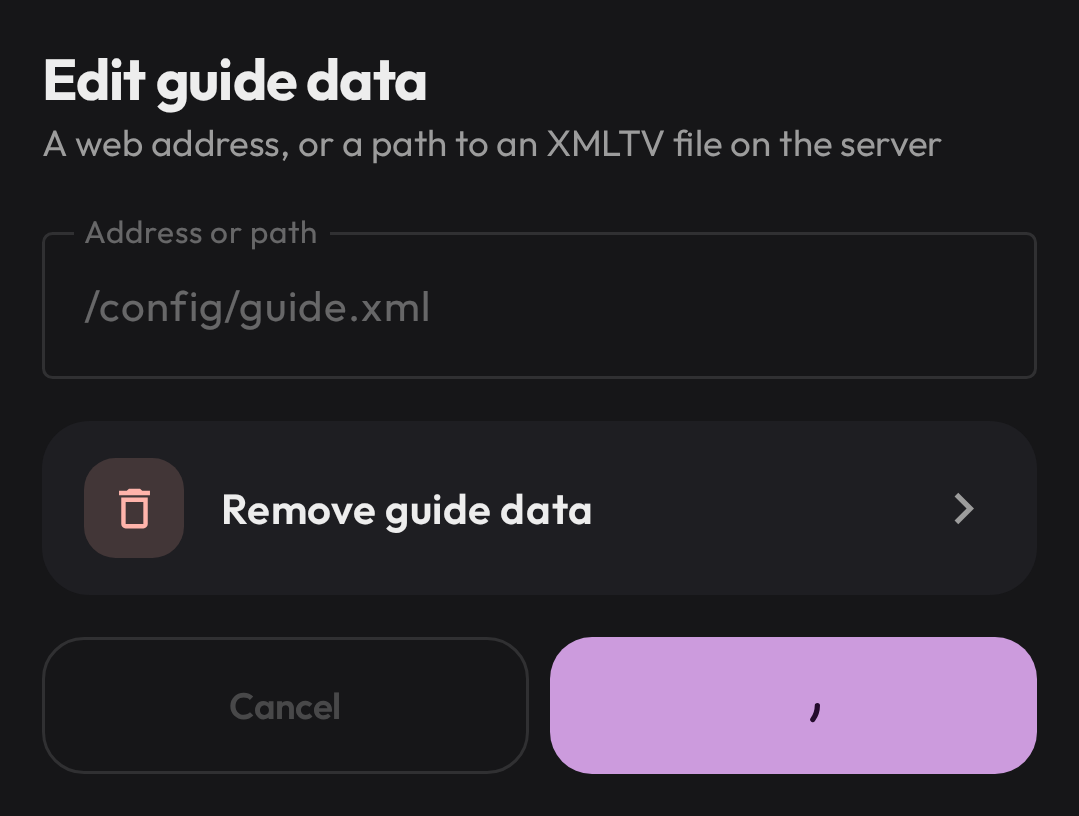 Edit guide data
A web address, or a path to an XMLTV file on the server
Address or path
/config/guide.xml
Remove guide data
Cancel